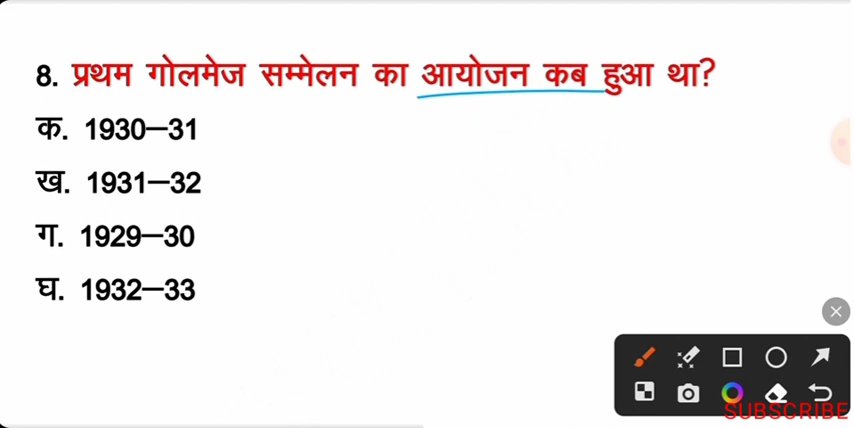 8. प्रथम गोलमेज सम्मेलन का आयोजन कब हुआ था?
क. 1930–31
ख. 1931–32
ग. 1929–30
घ. 1932–33
SUBSCRIBE